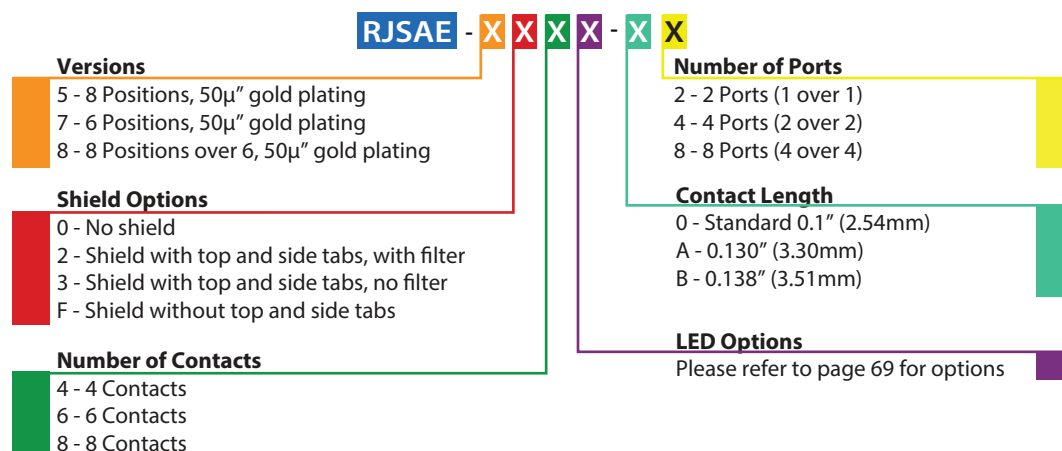 RJSAE - X X X X - X X
Versions
5 - 8 Positions, 50µ” gold plating
7 - 6 Positions, 50µ” gold plating
8 - 8 Positions over 6, 50µ” gold plating
Shield Options
0 - No shield
2 - Shield with top and side tabs, with filter
3 - Shield with top and side tabs, no filter
F - Shield without top and side tabs
Number of Contacts
4 - 4 Contacts
6 - 6 Contacts
8 - 8 Contacts
Number of Ports
2 - 2 Ports (1 over 1)
4 - 4 Ports (2 over 2)
8 - 8 Ports (4 over 4)
Contact Length
0 - Standard 0.1” (2.54mm)
A - 0.130” (3.30mm)
B - 0.138” (3.51mm)
LED Options
Please refer to page 69 for options